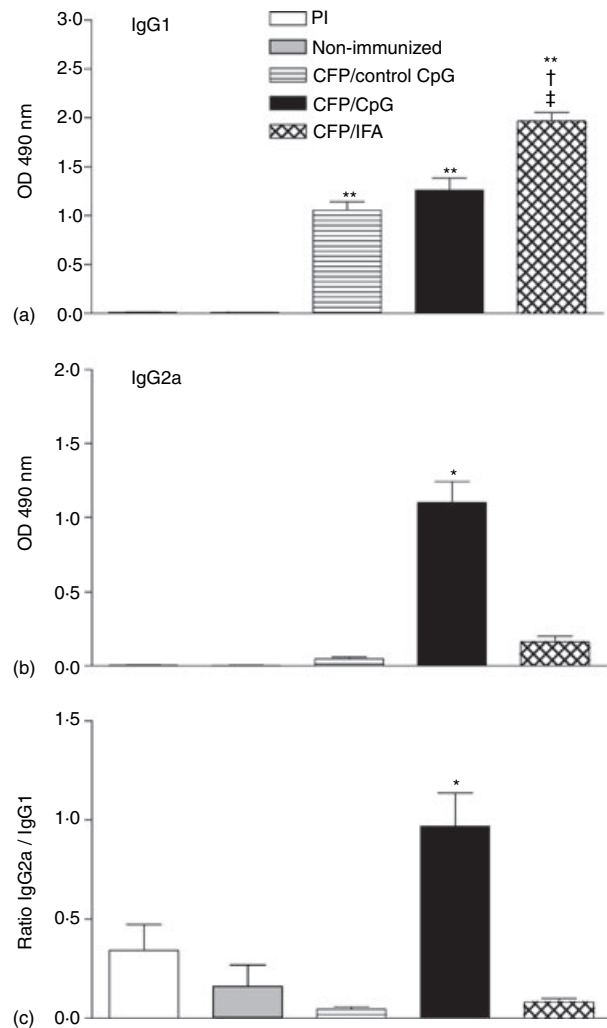 IgG1
PI
Non-immunized
CFP/control CpG
CFP/CpG
CFP/IFA
OD 490 nm
3·0
2·5
2·0
1·5
1·0
0·5
0·0
**
**
**
†
‡
(a)
IgG2a
OD 490 nm
2·0
1·5
1·0
0·5
0·0
*
(b)
Ratio IgG2a / IgG1
1·5
1·0
0·5
0·0
*
(c)